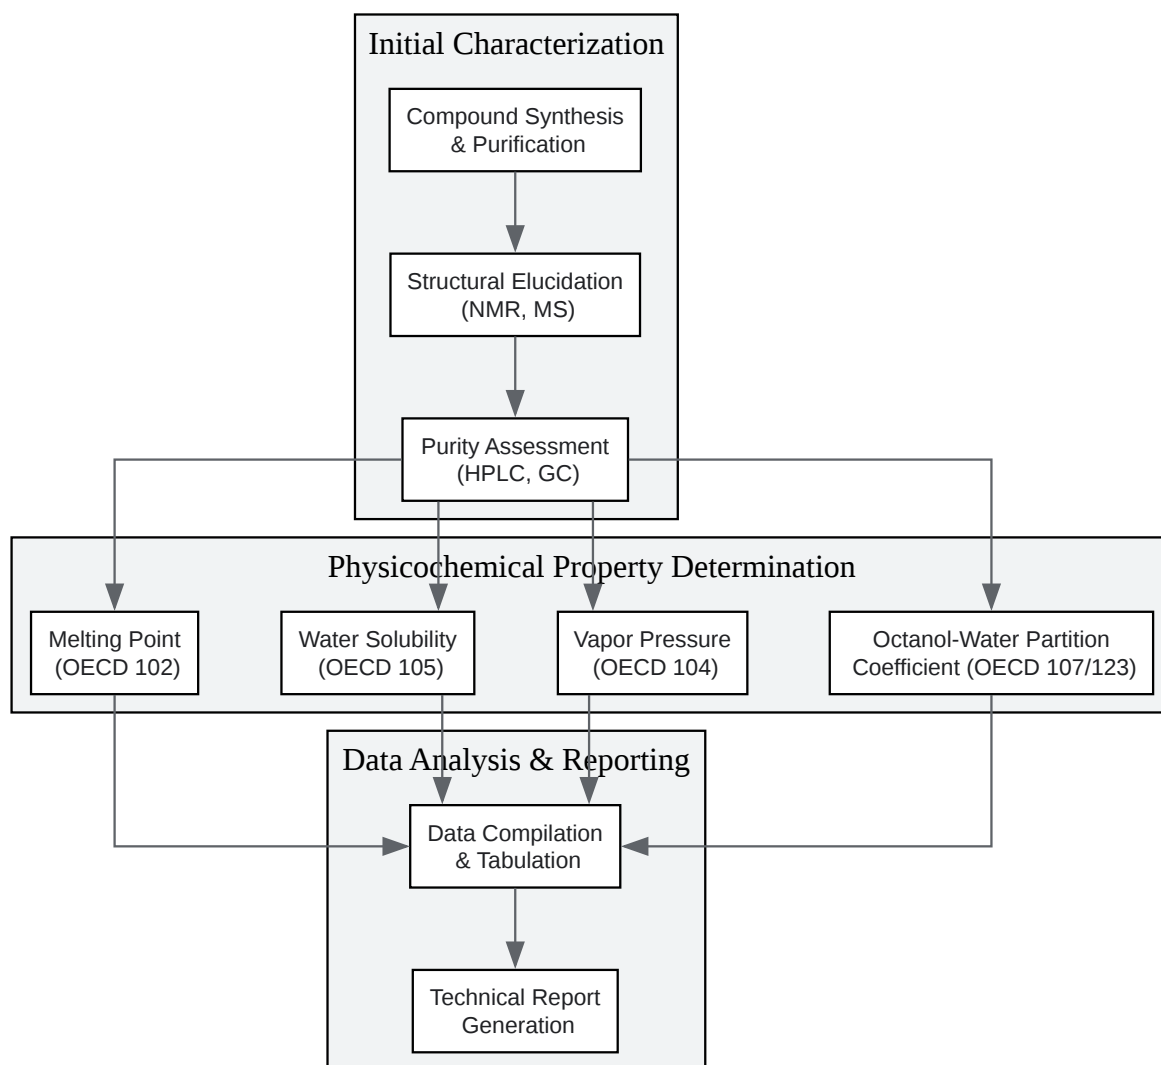 Initial Characterization
Compound Synthesis
& Purification
Structural Elucidation
(NMR, MS)
Purity Assessment
(HPLC, GC)
Physicochemical Property Determination
Melting Point
(OECD 102)
Water Solubility
(OECD 105)
Vapor Pressure
(OECD 104)
Octanol-Water Partition
Coefficient (OECD 107/123)
Data Analysis & Reporting
Data Compilation
& Tabulation
Technical Report
Generation